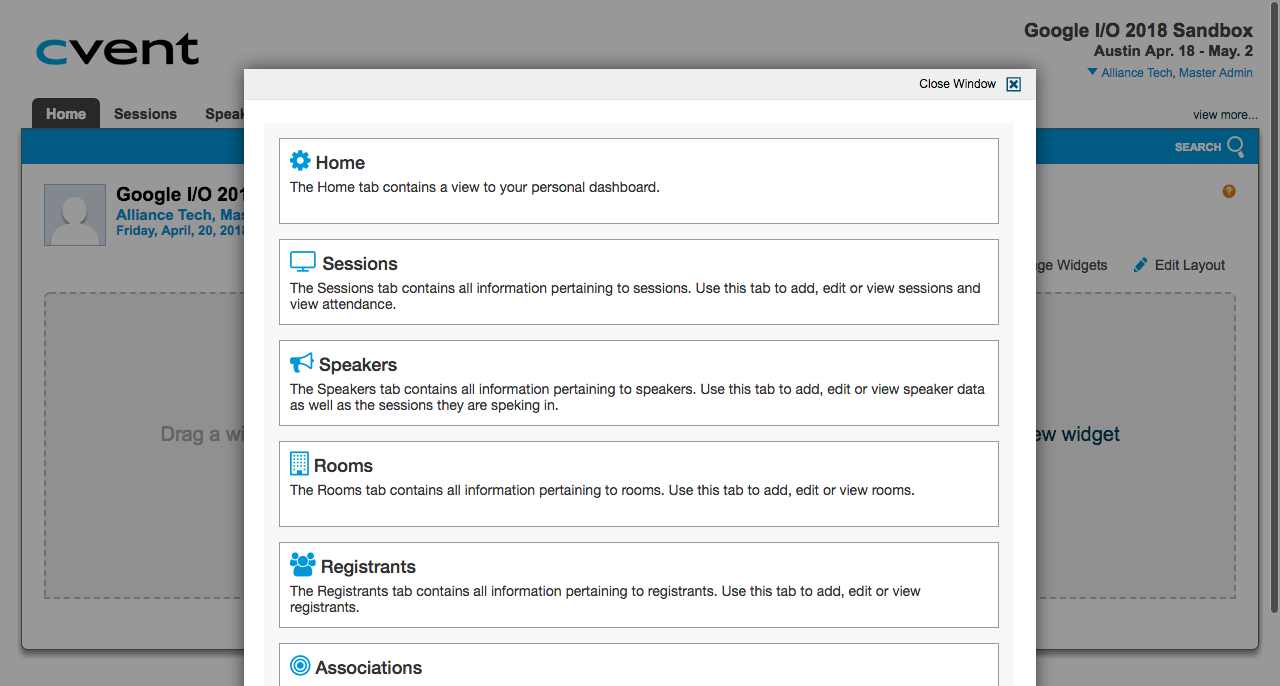 cvent
Google I/O 2018 Sandbox
Austin Apr. 18 - May. 2
Alliance Tech, Master Admin
Close Window
Home
Sessions
Speak
view more...
SEARCH
Google I/O 201
Alliance Tech, Mas
Friday, April, 20, 2018
ge Widgets
Edit Layout
Drag a wi
ew widget
Home
The Home tab contains a view to your personal dashboard.
Sessions
The Sessions tab contains all information pertaining to sessions. Use this tab to add, edit or view sessions and
view attendance.
Speakers
The Speakers tab contains all information pertaining to speakers. Use this tab to add, edit or view speaker data
as well as the sessions they are speking in.
Rooms
The Rooms tab contains all information pertaining to rooms. Use this tab to add, edit or view rooms.
Registrants
The Registrants tab contains all information pertaining to registrants. Use this tab to add, edit or view
registrants.
Associations